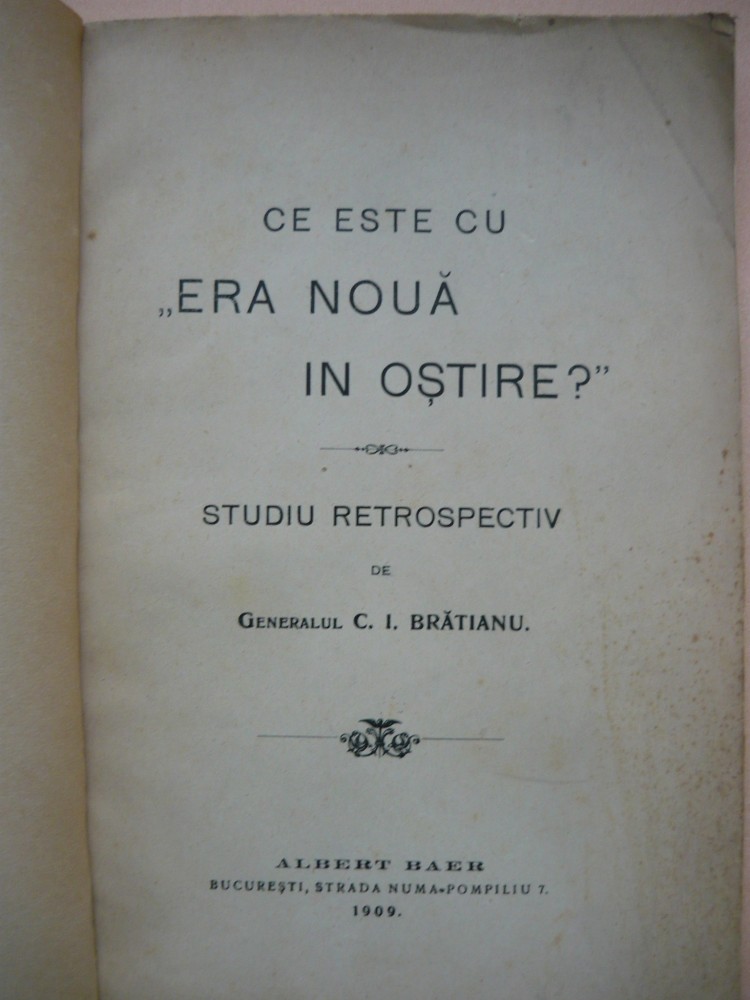 CE ESTE CU
„ERA NOUĂ
IN OȘTIRE?”
STUDIU RETROSPECTIV
DE
GENERALUL C. I. BRĂTIANU.
ALBERT BAER
BUCUREȘTI, STRADA NUMA-POMPILIU 7.
1909.